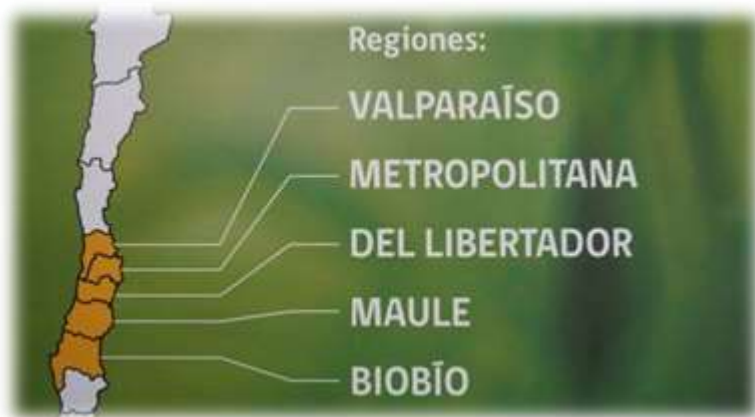 Regiones:
VALPARAÍSO
METROPOLITANA
DEL LIBERTADOR
MAULE
BIOBÍO